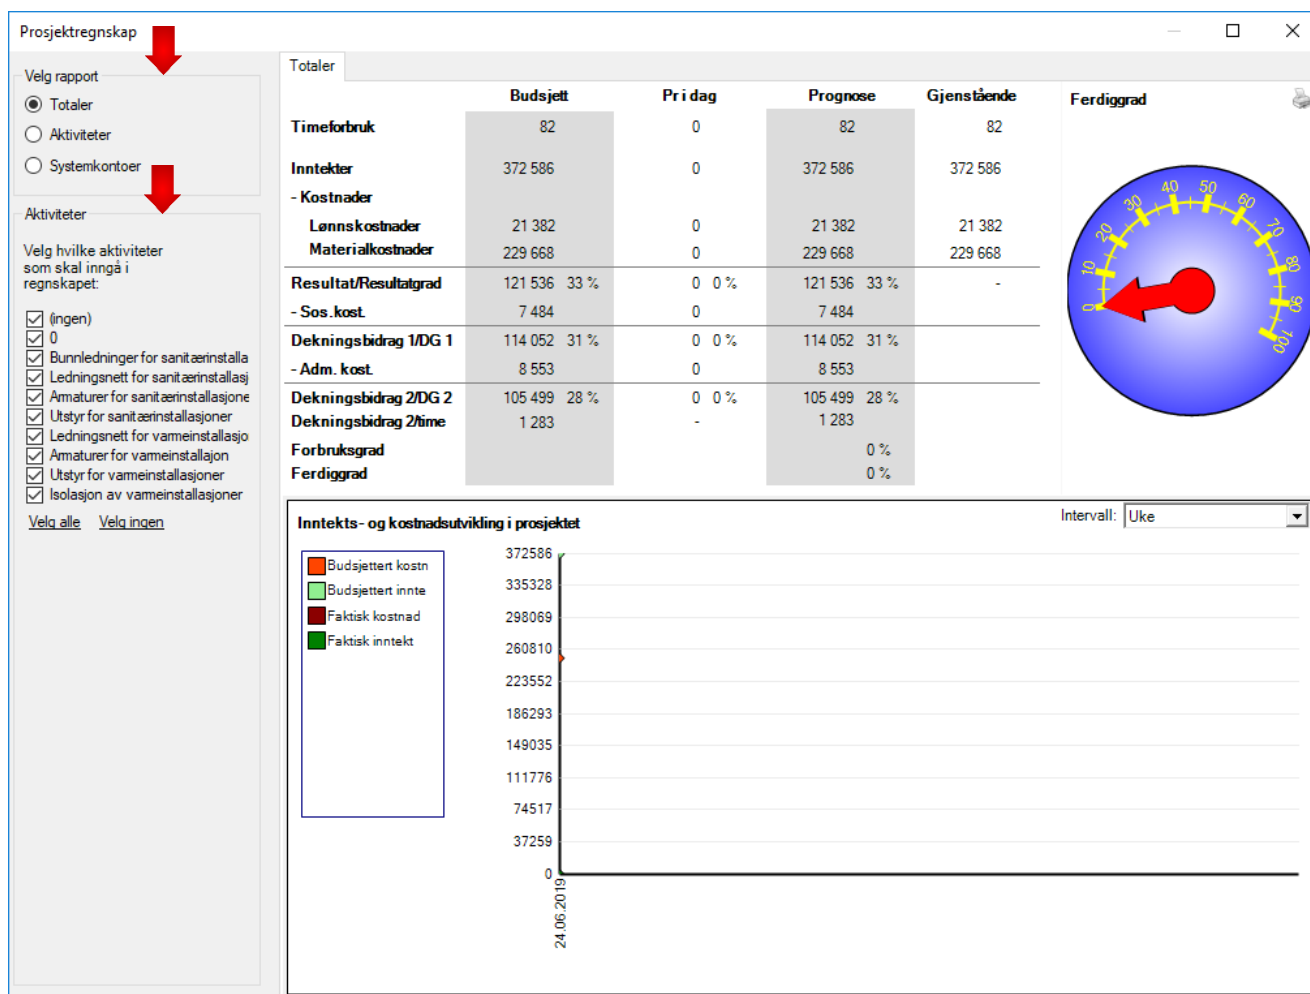 Prosjektregnskap
Velg rapport
Totaler
Aktiviteter
Systemkontoer
Aktiviteter
Velg hvilke aktiviteter
som skal inngå i
regnskapet:
(ingen)
0
Bunnledninger for sanitærinstalla
Ledningsnett for sanitærinstallasj
Armaturer for sanitærinstallasjone
Utstyr for sanitærinstallasjoner
Ledningsnett for varmeinstallasjo
Armaturer for varmeinstallajon
Utstyr for varmeinstallasjoner
Isolasjon av varmeinstallasjoner
Velg alle Velg ingen
Totaler
Budsjett Pr i dag Prognose Gjenstående
Timeforbruk 82 0 82 82
Inntekter 372 586 0 372 586 372 586
- Kostnader
Lønnskostnader 21 382 0 21 382 21 382
Materialkostnader 229 668 0 229 668 229 668
Resultat/Resultatgrad 121 536 33 % 0 0 % 121 536 33 % -
- Sos.kost. 7 484 0 7 484
Dekningsbidrag 1/DG 1 114 052 31 % 0 0 % 114 052 31 %
- Adm. kost. 8 553 0 8 553
Dekningsbidrag 2/DG 2 105 499 28 % 0 0 % 105 499 28 %
Dekningsbidrag 2/time 1 283 - 1 283
Forbruksgrad 0 %
Ferdiggrad 0 %
Ferdiggrad
0 10 20 30 40 50 60 70 80 90 100
Inntekts- og kostnadsutvikling i prosjektet
Intervall: Uke
Budsjettert kostn
Budsjettert innte
Faktisk kostnad
Faktisk inntekt
372586
335328
298069
260810
223552
186293
149035
111776
74517
37259
0
24.06.2019